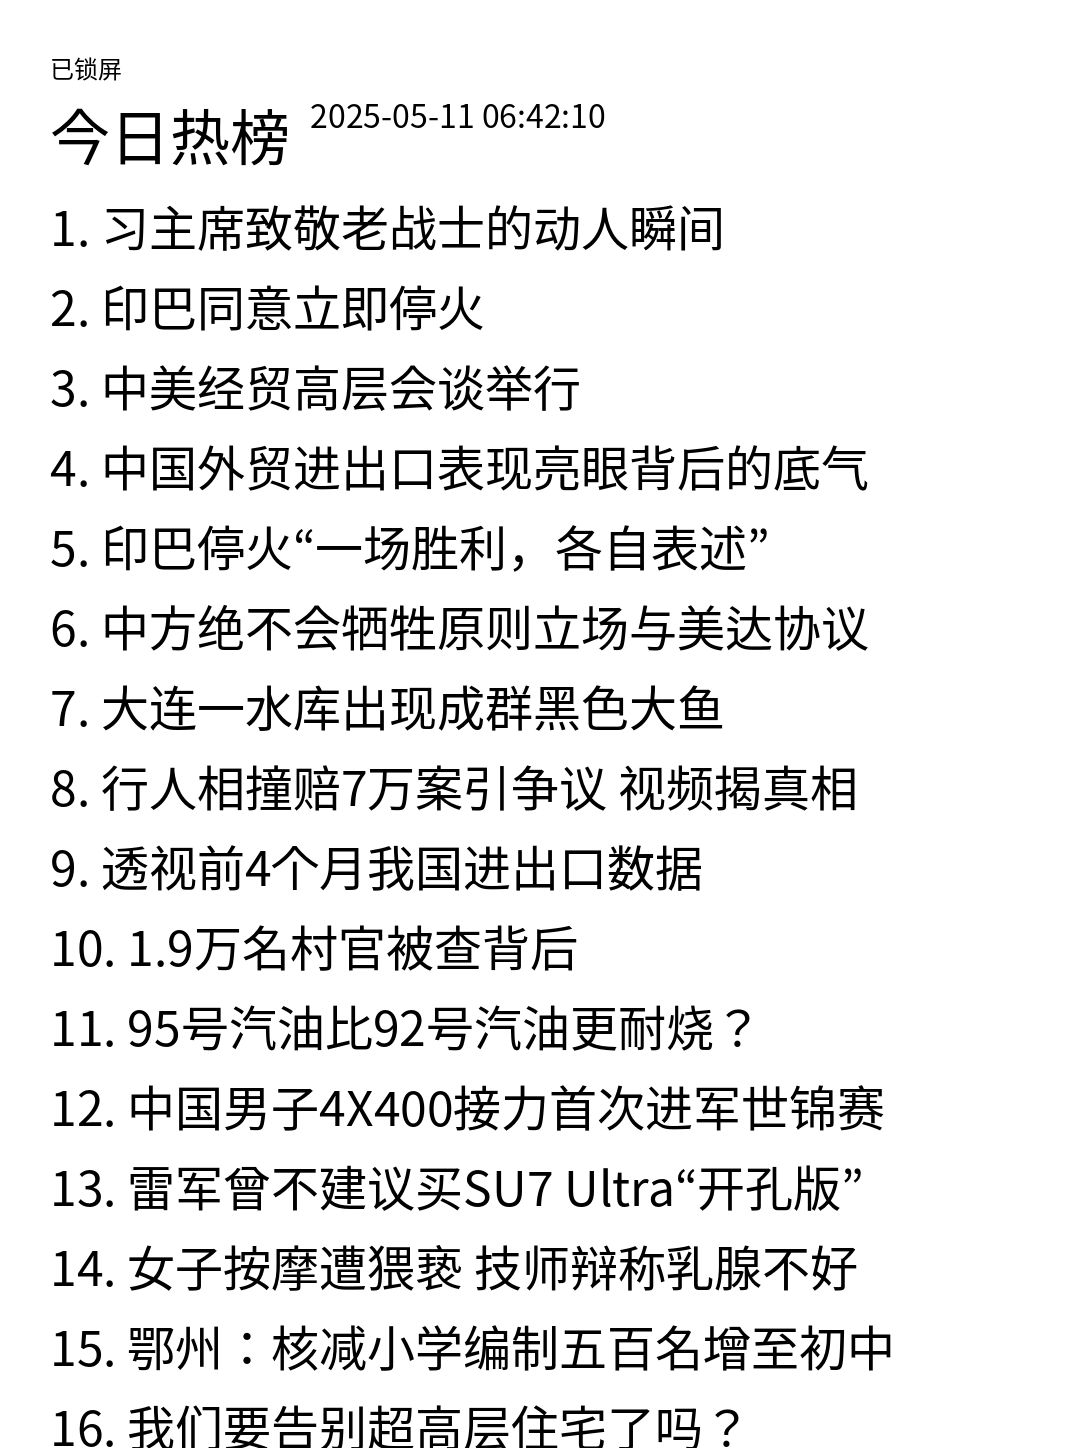 已锁屏
今日热榜 2025-05-11 06:42:10
1. 习主席致敬老战士的动人瞬间
2. 印巴同意立即停火
3. 中美经贸高层会谈举行
4. 中国外贸进出口表现亮眼背后的底气
5. 印巴停火“一场胜利，各自表述”
6. 中方绝不会牺牲原则立场与美达协议
7. 大连一水库出现成群黑色大鱼
8. 行人相撞赔7万案引争议 视频揭真相
9. 透视前4个月我国进出口数据
10. 1.9万名村官被查背后
11. 95号汽油比92号汽油更耐烧？
12. 中国男子4X400接力首次进军世锦赛
13. 雷军曾不建议买SU7 Ultra“开孔版”
14. 女子按摩遭猥亵 技师辩称乳腺不好
15. 鄂州：核减小学编制五百名增至初中
16. 我们要告别超高层住宅了吗？